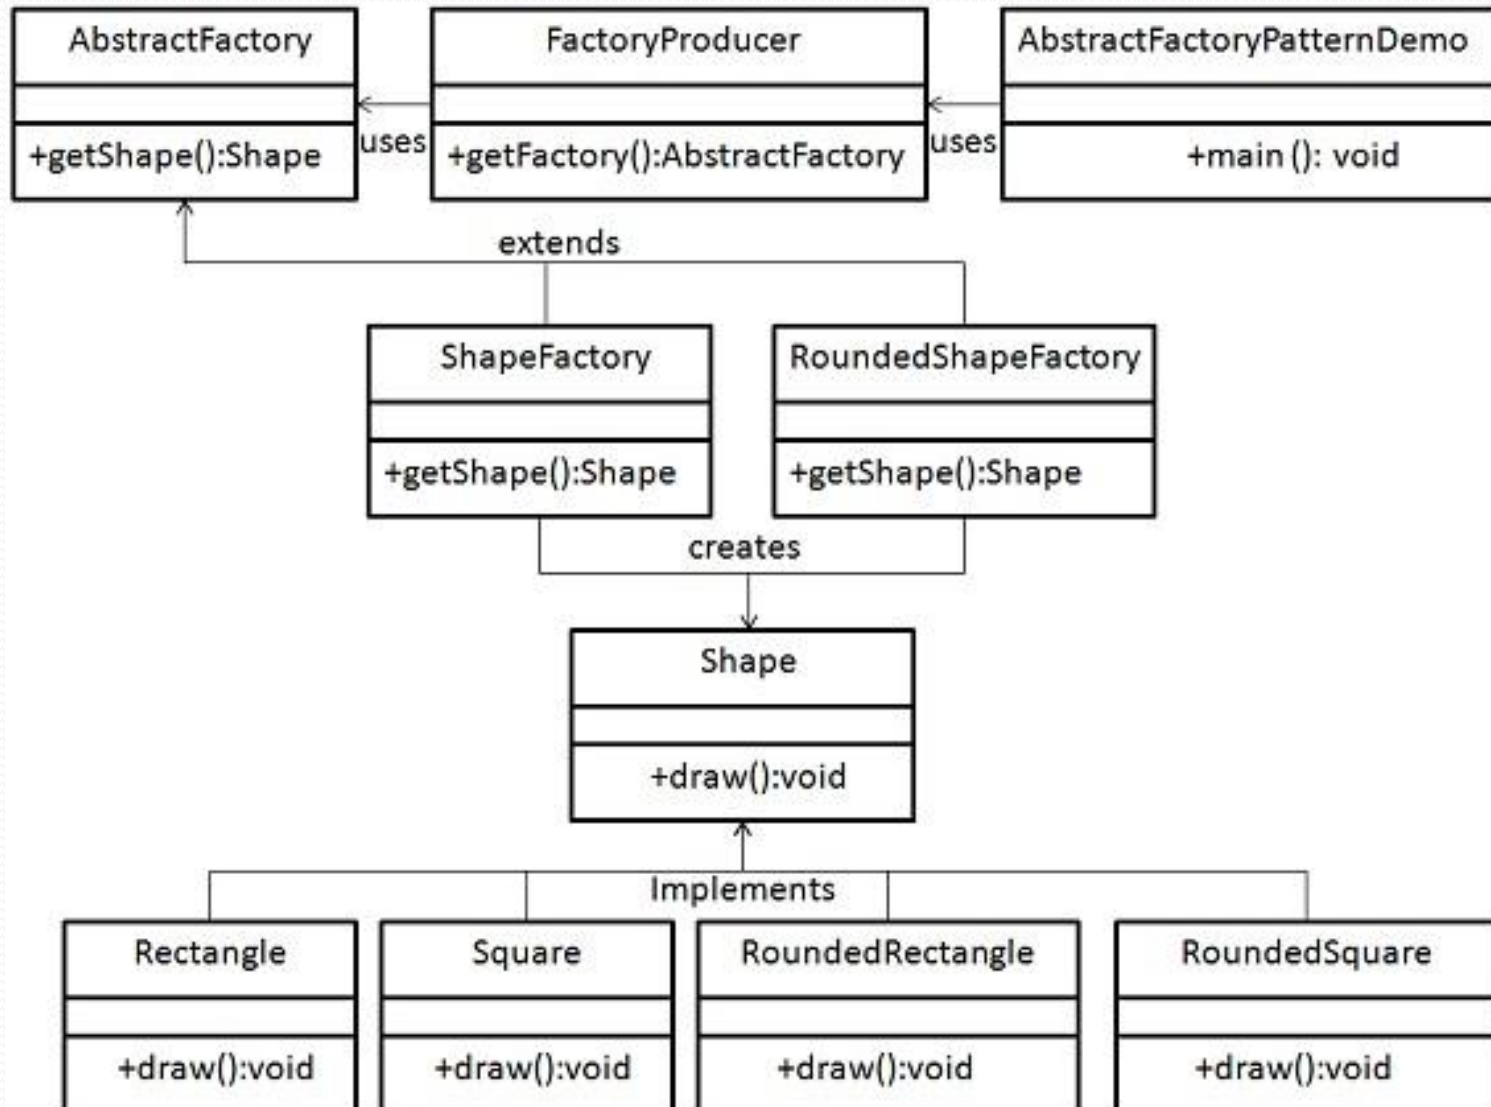 AbstractFactory
FactoryProducer
AbstractFactoryPatternDemo
+getShape():Shape
uses
+getFactory():AbstractFactory
uses
+main (): void
extends
ShapeFactory
RoundedShapeFactory
+getShape():Shape
+getShape():Shape
creates
Shape
+draw():void
Implements
Rectangle
Square
RoundedRectangle
RoundedSquare
+draw():void
+draw():void
+draw():void
+draw():void